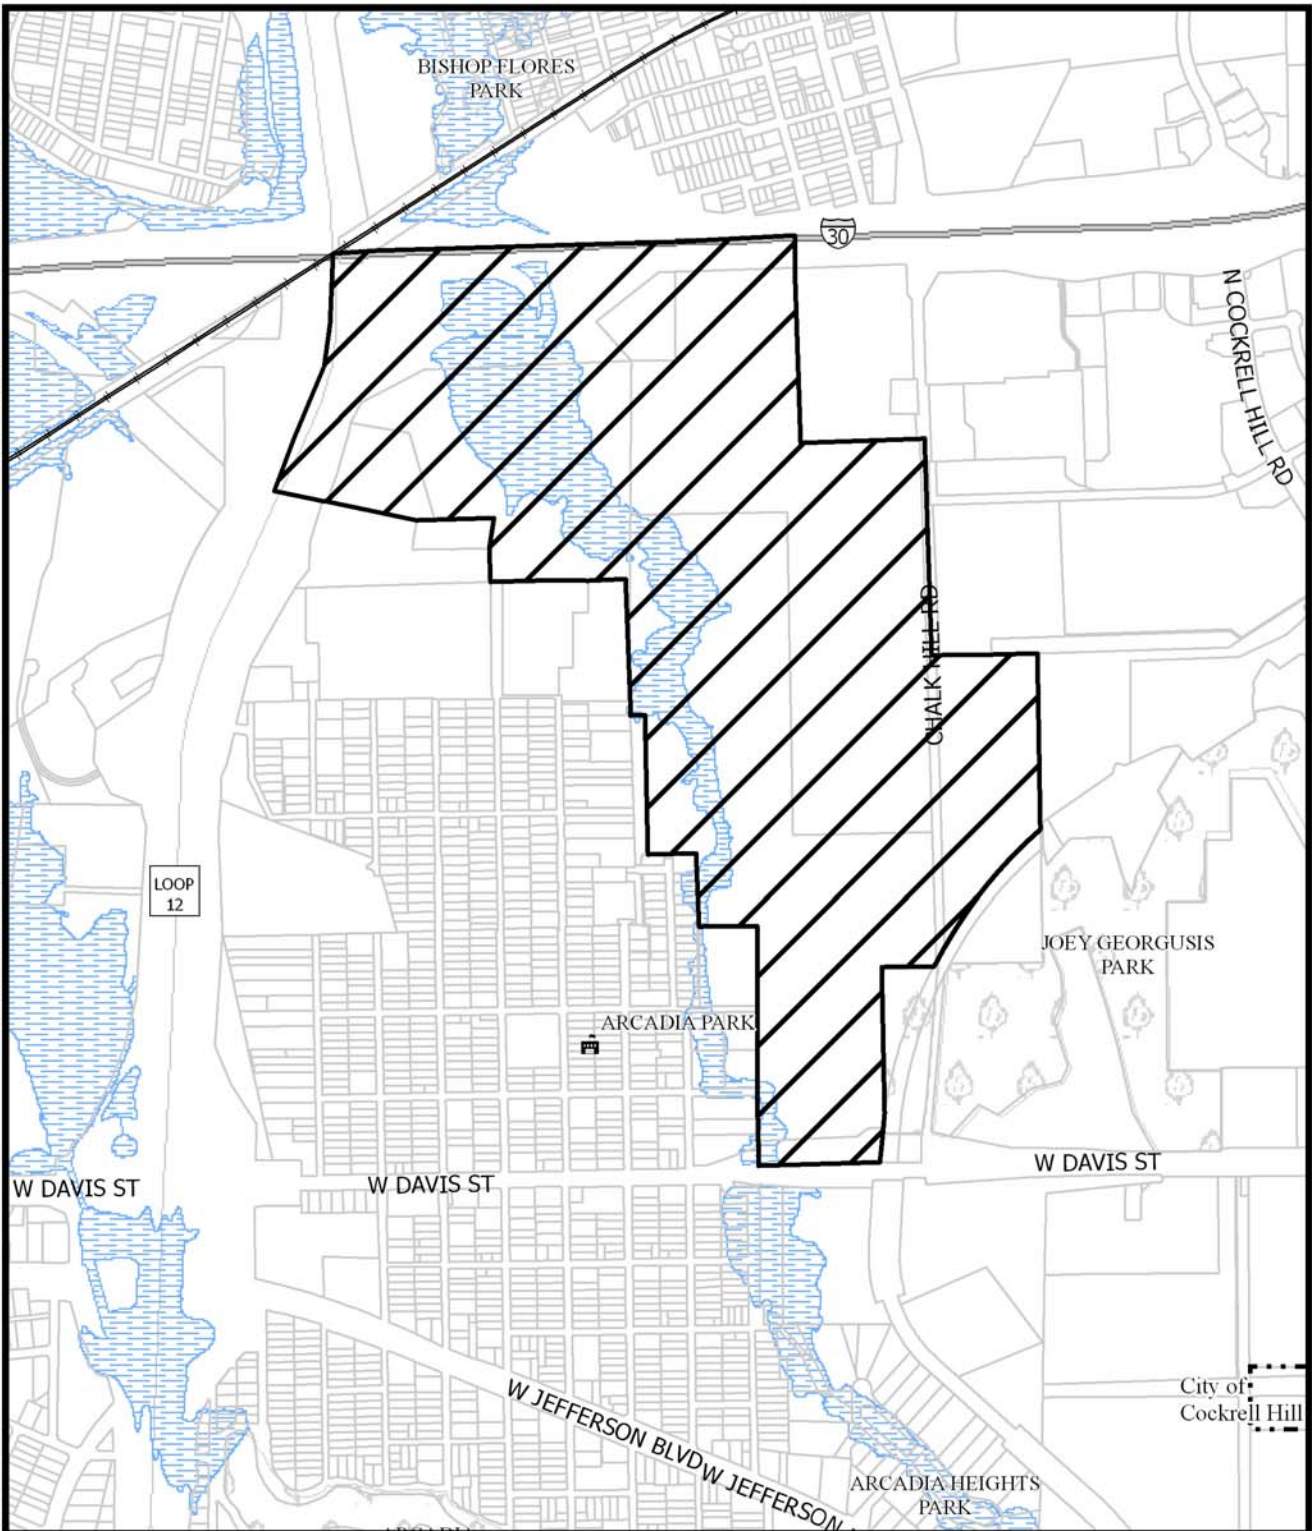 BISHOP FLORES
PARK
30
N COCKRELL HILL RD
CHALK HILL RD
LOOP
12
JOEY GEORGUSIS
PARK
ARCADIA PARK
W DAVIS ST
W DAVIS ST
W DAVIS ST
City of
Cockrell Hill
W JEFFERSON BLVD
W JEFFERSON
ARCADIA HEIGHTS
PARK
ARCADIA